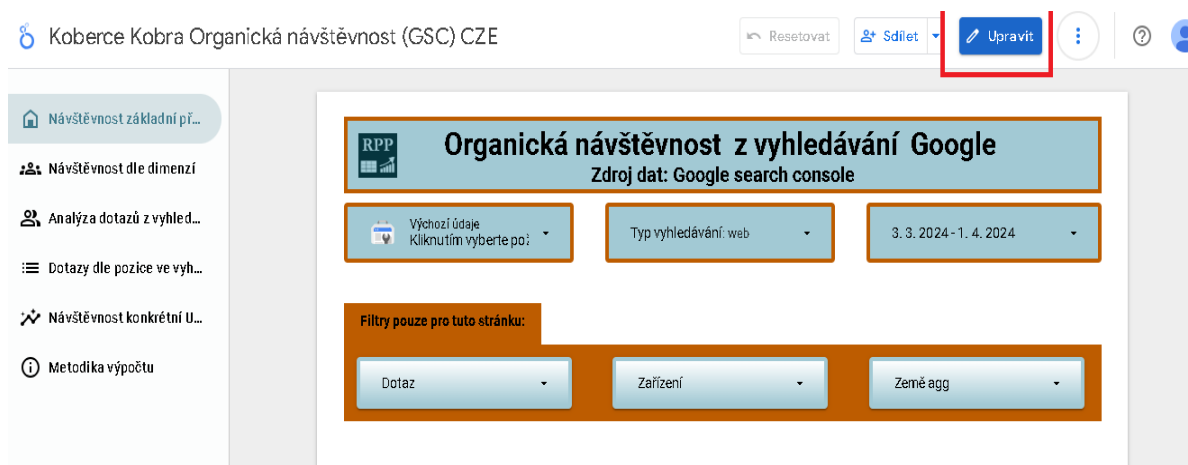 Koberce Kobra Organická návštěvnost (GSC) CZE
Resetovat
Sdílet
Upravit
Návštěvnost základní př...
Návštěvnost dle dimenzí
Analýza dotazů z vyhled...
Dotazy dle pozice ve vyh...
Návštěvnost konkrétní U...
Metodika výpočtu
RPP
Organická návštěvnost z vyhledávání Google
Zdroj dat: Google search console
Výchozí údaje
Kliknutím vyberte
Typ vyhledávání: web
3. 3. 2024 - 1. 4. 2024
Filtry pouze pro tuto stránku:
Dotaz
Zařízení
Země agg